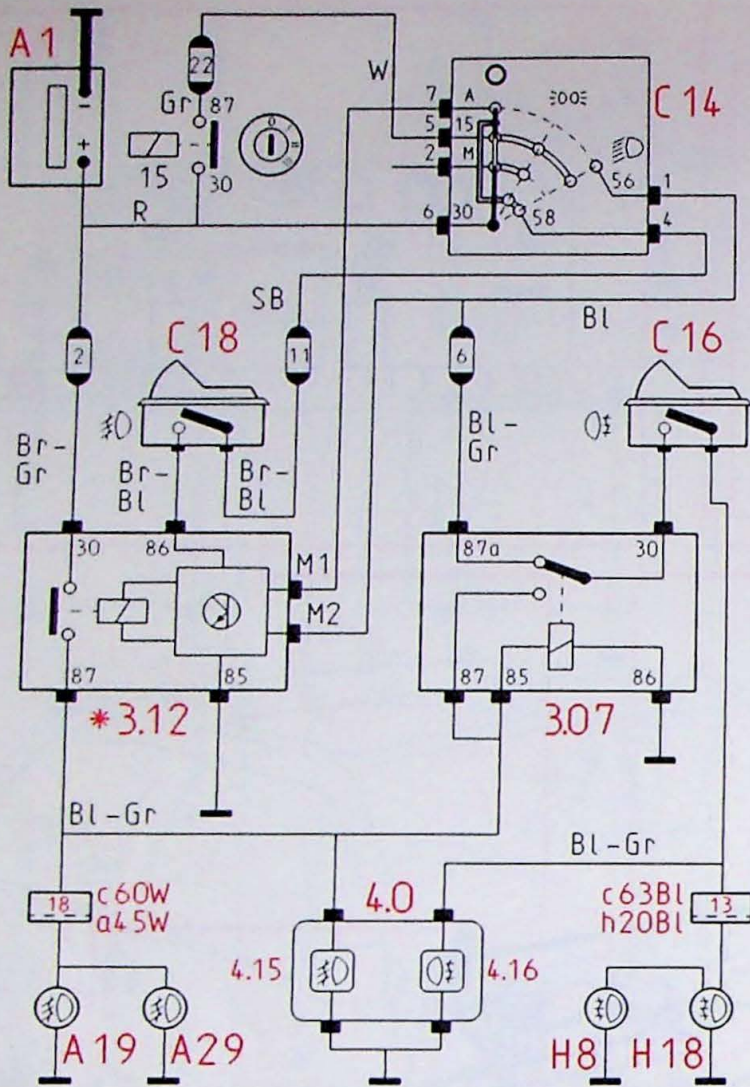 A1
-
+
22
Gr
87
15
30
0
I
II
III
R
W
C14
7
A
5
15
2
M
6
30
58
56
1
4
SB
Bl
2
C18
11
6
C16
Br-
Gr
Br-
Bl
Br-
Bl
Bl-
Gr
30
86
M1
M2
87
85
*3.12
87a
30
87
85
86
3.07
Bl-Gr
Bl-Gr
18
c60W
a45W
4.0
4.15
4.16
c63Bl
h20Bl
13
A19
A29
H8
H18